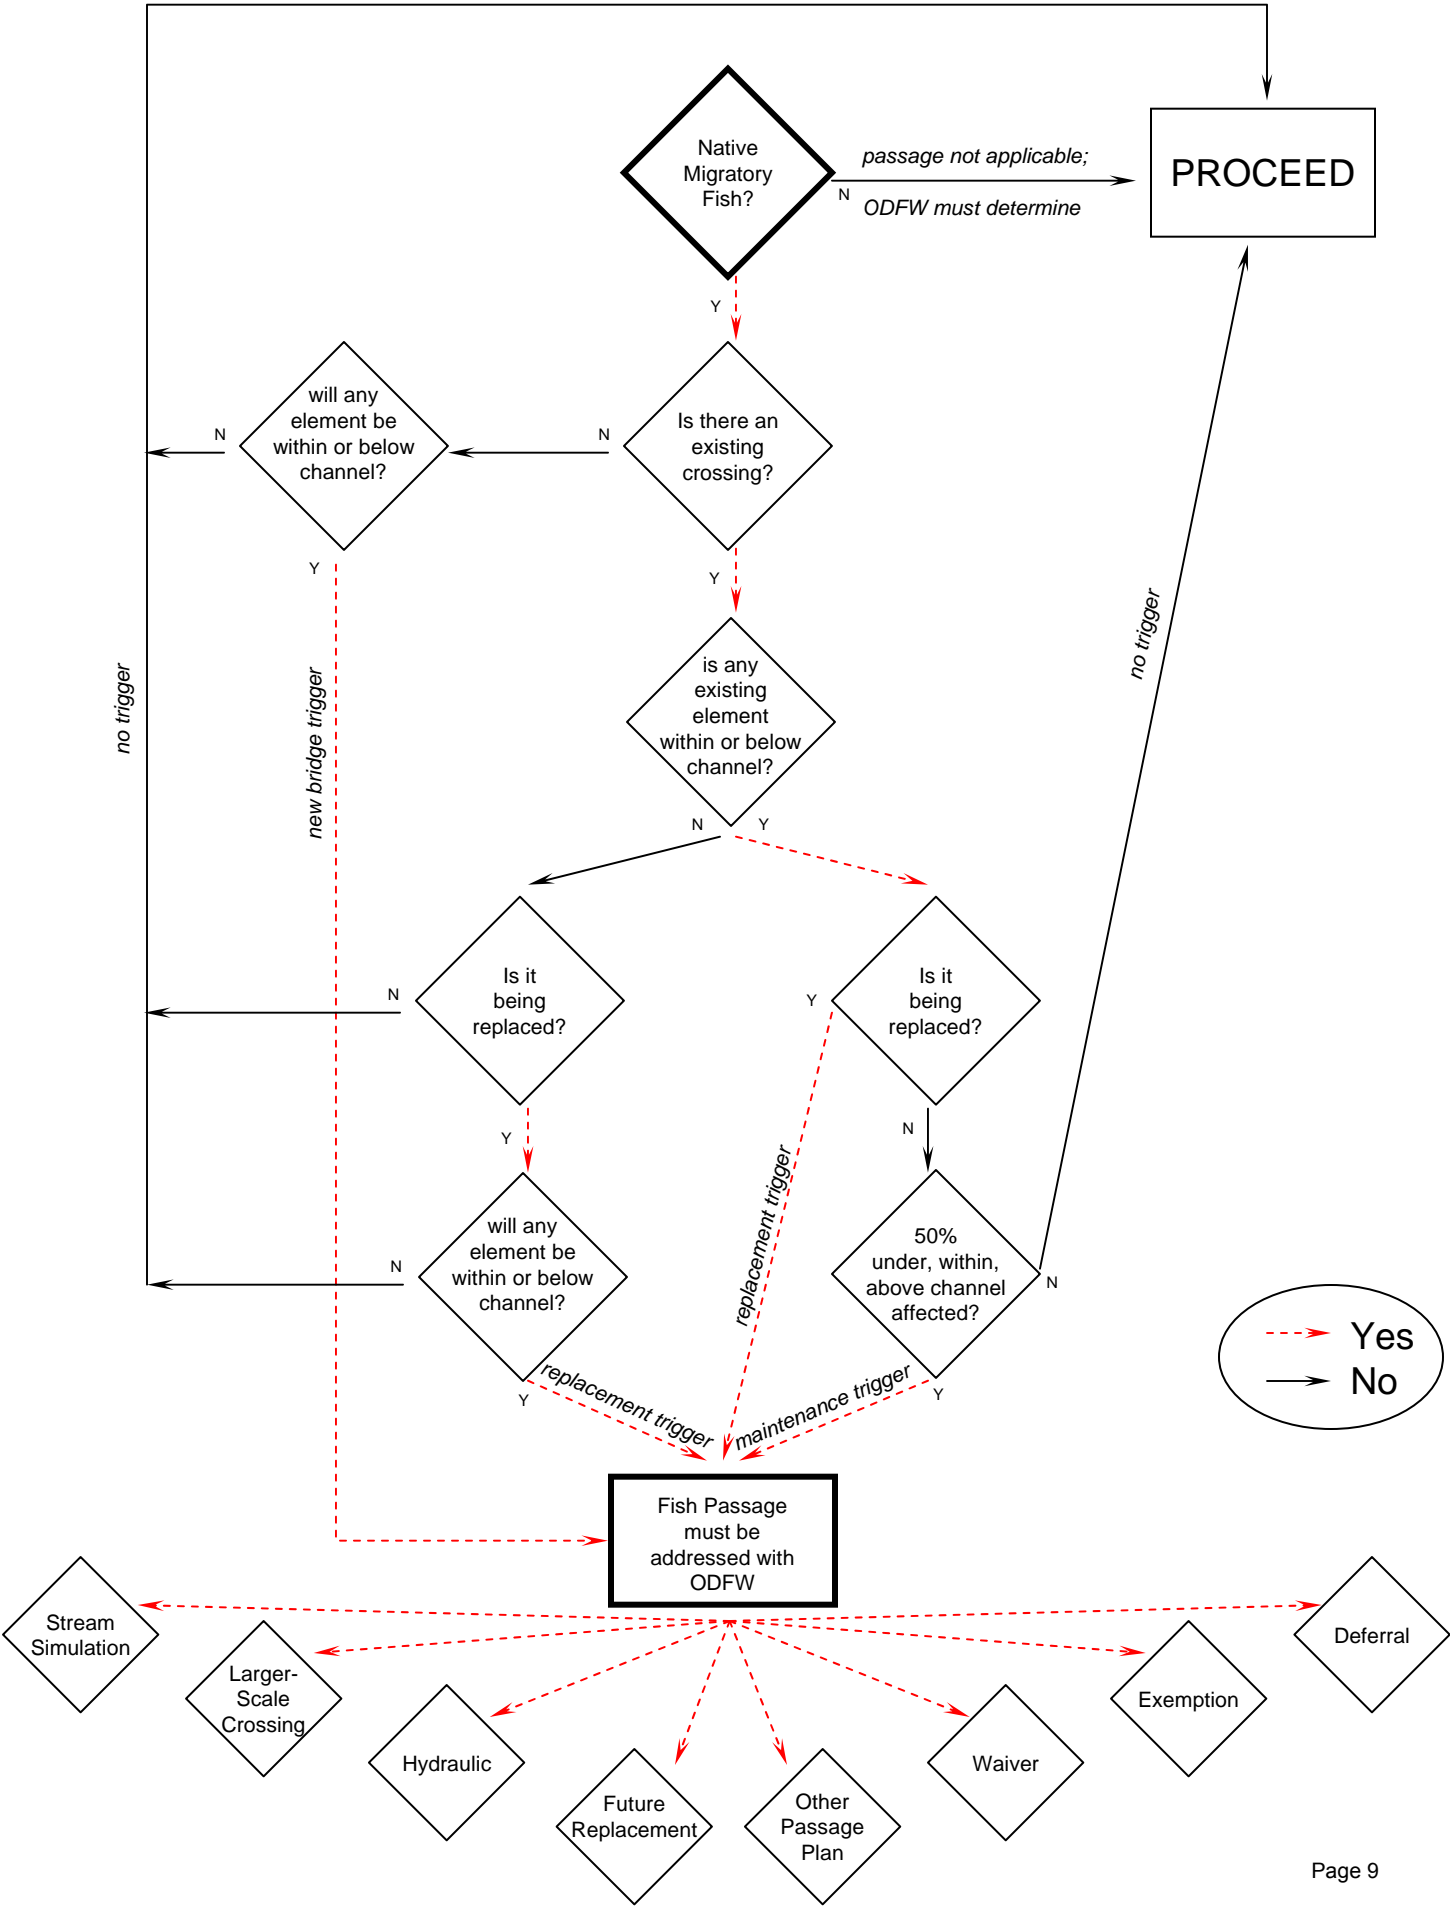 Native
Migratory
Fish?
passage not applicable;
N
ODFW must determine
PROCEED
Y
will any
element be
within or below
channel?
N
N
Is there an
existing
crossing?
Y
Y
is any
existing
element
within or below
channel?
no trigger
new bridge trigger
no trigger
N
Y
Is it
being
replaced?
N
Is it
being
replaced?
Y
Y
N
replacement trigger
will any
element be
within or below
channel?
N
50%
under, within,
above channel
affected?
N
Yes
No
replacement trigger
maintenance trigger
Y
Y
Fish Passage
must be
addressed with
ODFW
Stream
Simulation
Larger-
Scale
Crossing
Hydraulic
Future
Replacement
Other
Passage
Plan
Waiver
Exemption
Deferral
Page 9